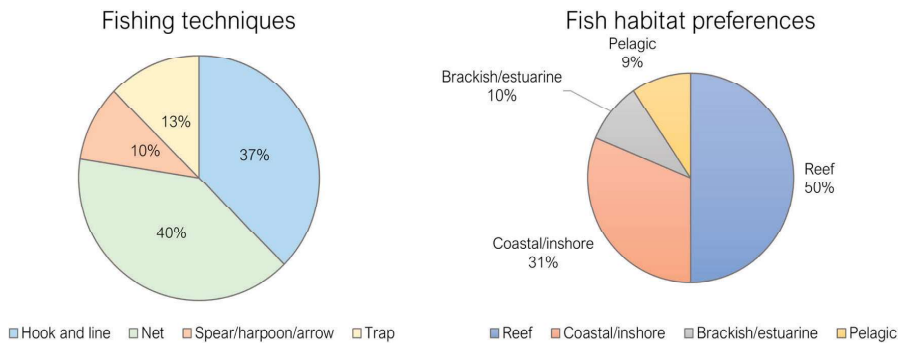 Fishing techniques
13%
10%
37%
40%
Hook and line Net Spear/harpoon/arrow Trap
Fish habitat preferences
Pelagic
9%
Brackish/estuarine
10%
Reef
50%
Coastal/inshore
31%
Reef Coastal/inshore Brackish/estuarine Pelagic